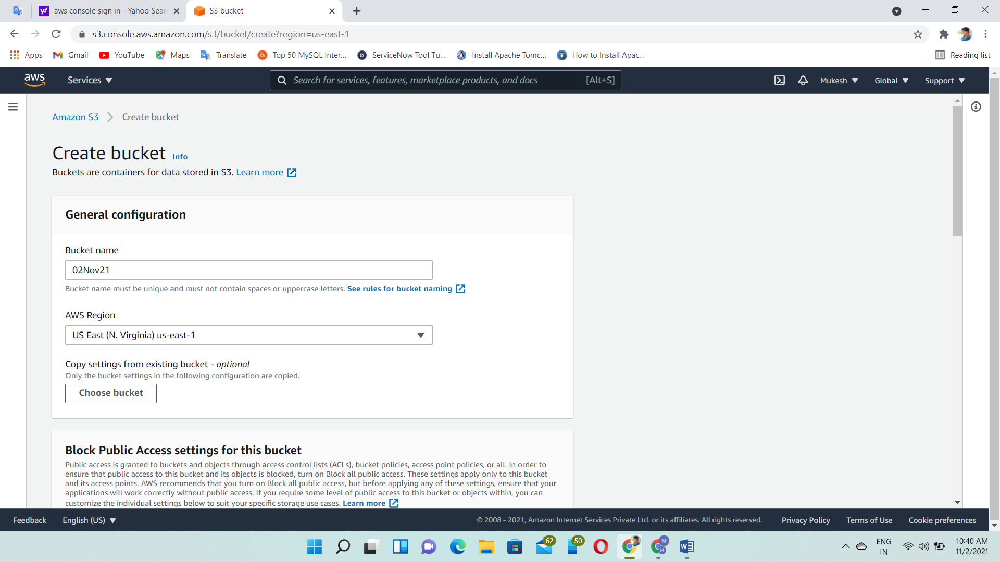 aws console sign in - Yahoo Sear
S3 bucket
s3.console.aws.amazon.com/s3/bucket/create?region=us-east-1
Apps
Gmail
YouTube
Maps
Translate
Top 50 MySQL Inter...
ServiceNow Tool Tu...
Install Apache Tomc...
How to Install Apac...
Reading list
aws
Services
Search for services, features, marketplace products, and docs
[Alt+S]
Mukesh
Global
Support
Amazon S3
Create bucket
Create bucket Info
Buckets are containers for data stored in S3. Learn more
General configuration
Bucket name
02Nov21
Bucket name must be unique and must not contain spaces or uppercase letters. See rules for bucket naming
AWS Region
US East (N. Virginia) us-east-1
Copy settings from existing bucket - optional
Only the bucket settings in the following configuration are copied.
Choose bucket
Block Public Access settings for this bucket
Public access is granted to buckets and objects through access control lists (ACLs), bucket policies, access point policies, or all. In order to
ensure that public access to this bucket and its objects is blocked, turn on Block all public access. These settings apply only to this bucket
and its access points. AWS recommends that you turn on Block all public access, but before applying any of these settings, ensure that your
applications will work correctly without public access. If you require some level of public access to this bucket or objects within, you can
customize the individual settings below to suit your specific storage use cases. Learn more
Feedback
English (US)
© 2008 - 2021, Amazon Internet Services Private Ltd. or its affiliates. All rights reserved.
Privacy Policy
Terms of Use
Cookie preferences
62
50
M
M
ENG
IN
10:40 AM
11/2/2021